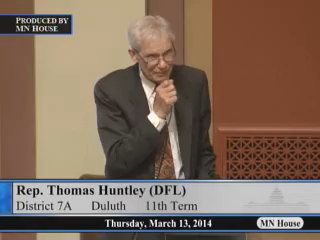 PRODUCED BY
MN HOUSE
Rep. Thomas Huntley (DFL)
District 7A Duluth 11th Term
Thursday, March 13, 2014
MN House